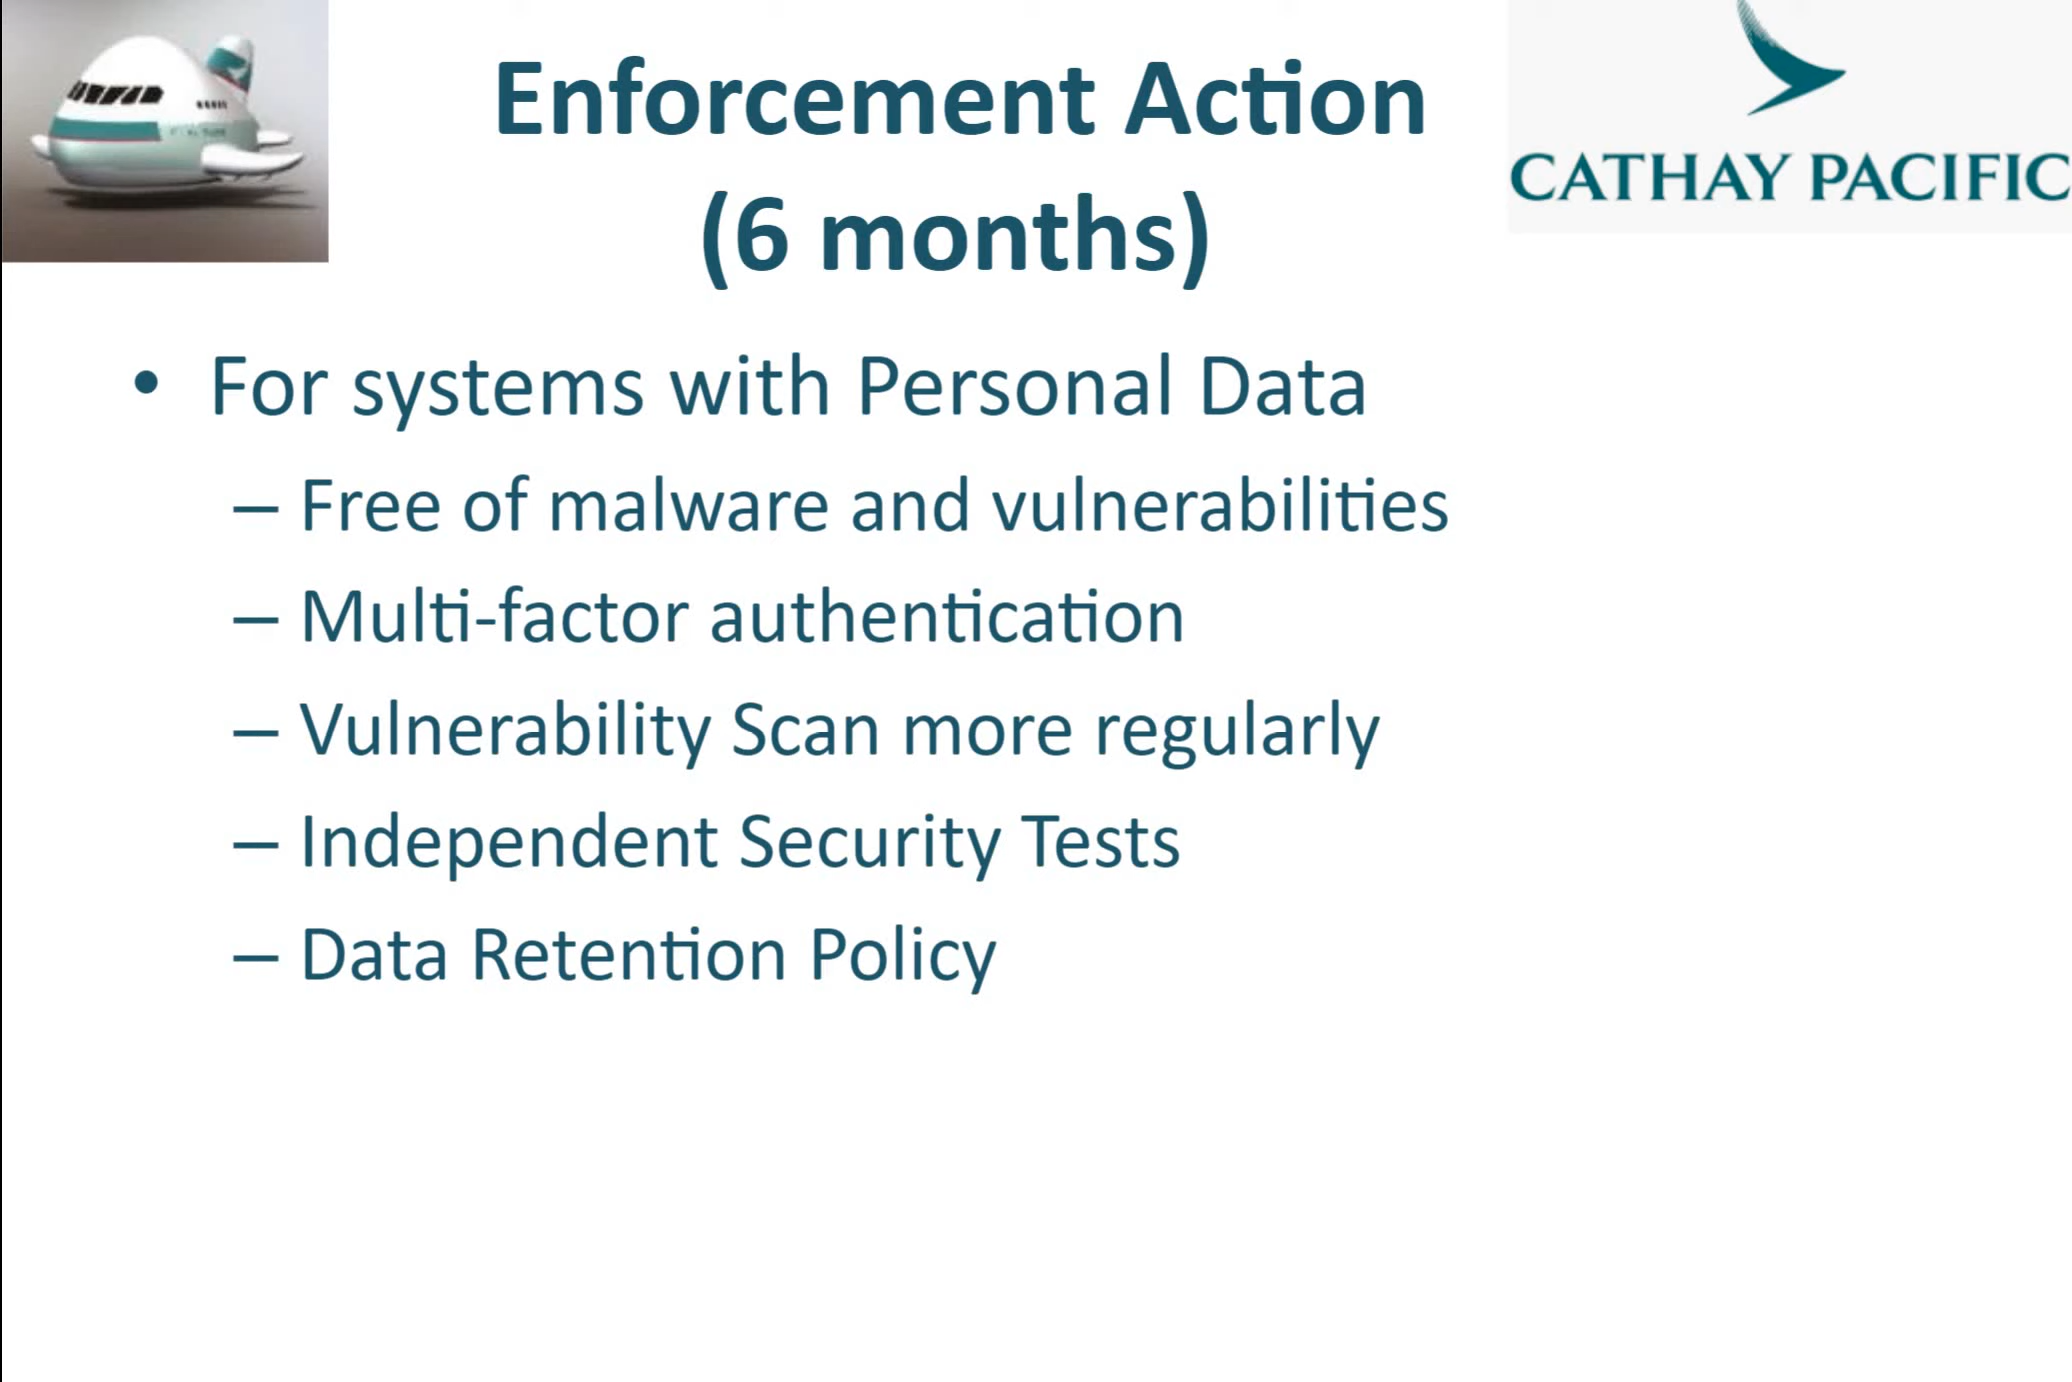 Enforcement Action
(6 months)
CATHAY PACIFIC
• For systems with Personal Data
– Free of malware and vulnerabilities
– Multi-factor authentication
– Vulnerability Scan more regularly
– Independent Security Tests
– Data Retention Policy